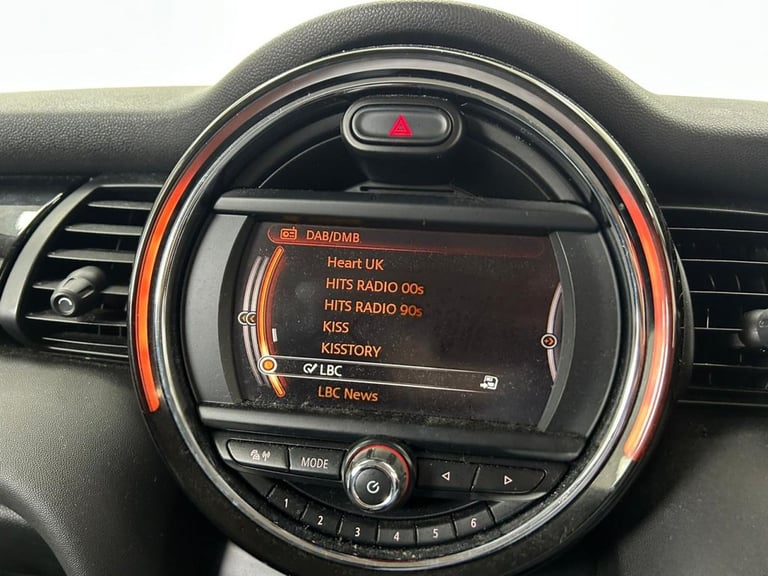 DAB/DMB
Heart UK
HITS RADIO 00s
HITS RADIO 90s
KISS
KISSTORY
LBC
LBC News
MODE
1 2 3 4 5 6